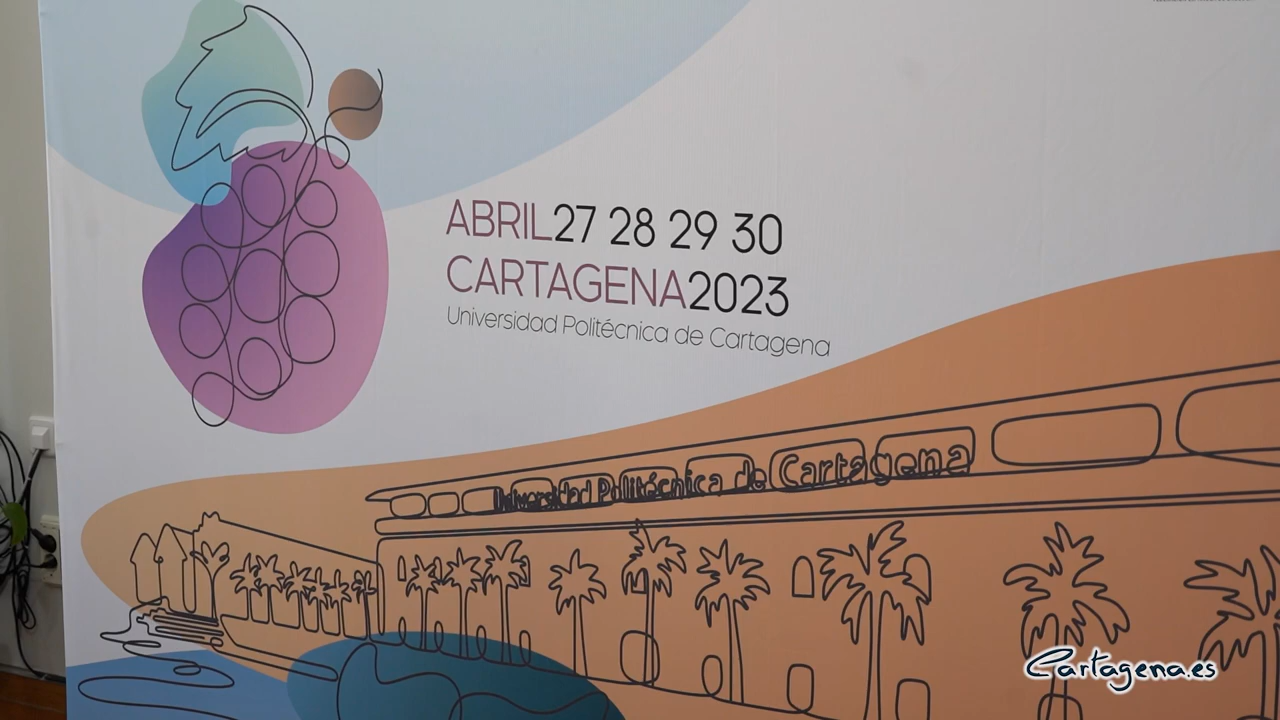 ABRIL27 28 29 30
CARTAGENA2023
Universidad Politécnica de Cartagena
Universidad Politécnica de Cartagena
Cartagena.es